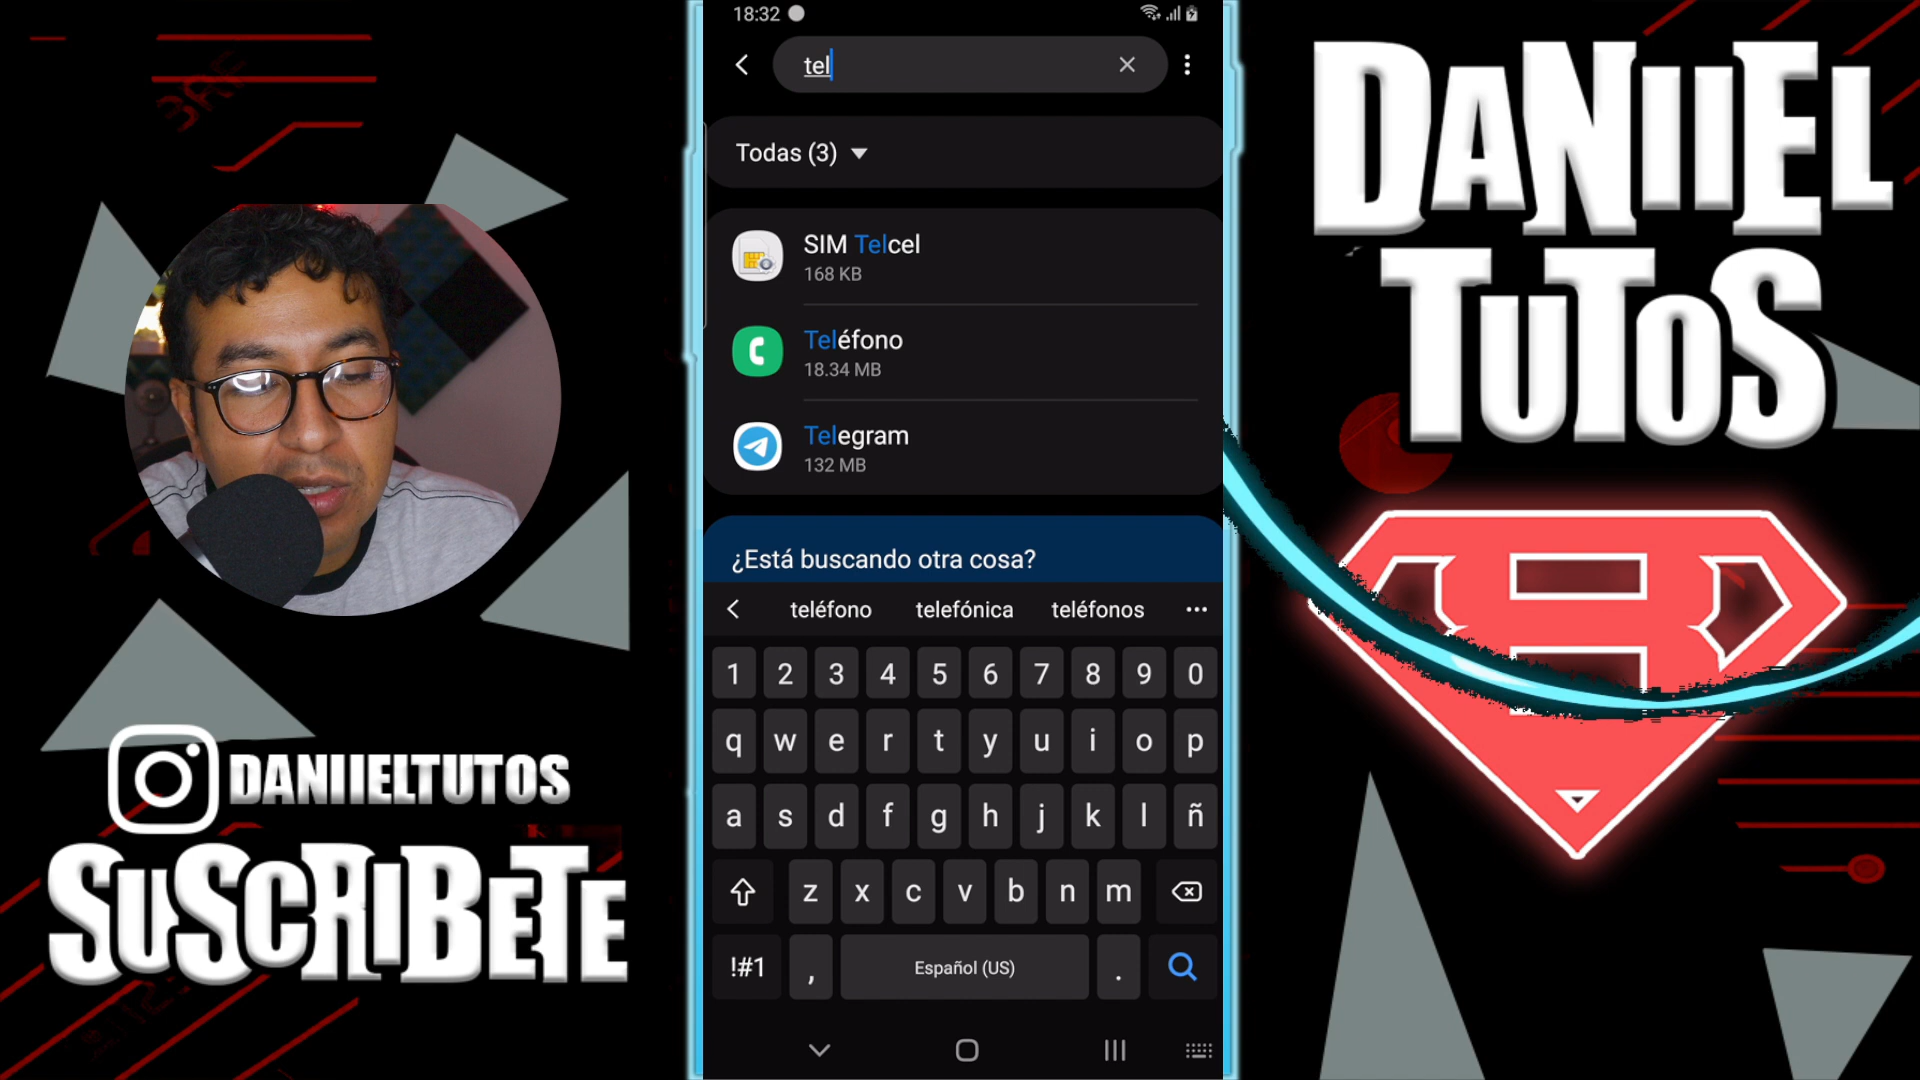 18:32
tel
Todas (3)
SIM Telcel
168 KB
Teléfono
18.34 MB
Telegram
132 MB
¿Está buscando otra cosa?
teléfono telefónica teléfonos
1 2 3 4 5 6 7 8 9 0
q w e r t y u i o p
a s d f g h j k l ñ
z x c v b n m
!#1 , Español (US) .
DANIIELTUTOS
SUSCRIBETE
DANIIEL
TUTOS